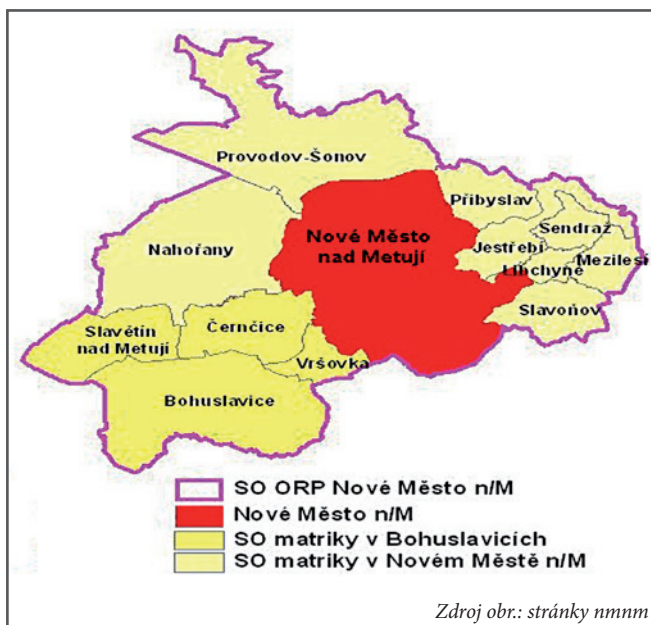 Provodov-Šonov
Přibyslav
Sendraž
Nové Město
nad Metují
Jestřebí
Mezilesí
Nahořany
Slavoňov
Slavětín
nad Metují
Černčice
Vršovka
Bohuslavice
SO ORP Nové Město n/M
Nové Město n/M
SO matriky v Bohuslavicích
SO matriky v Novém Městě n/M
Zdroj obr.: stránky nmnm